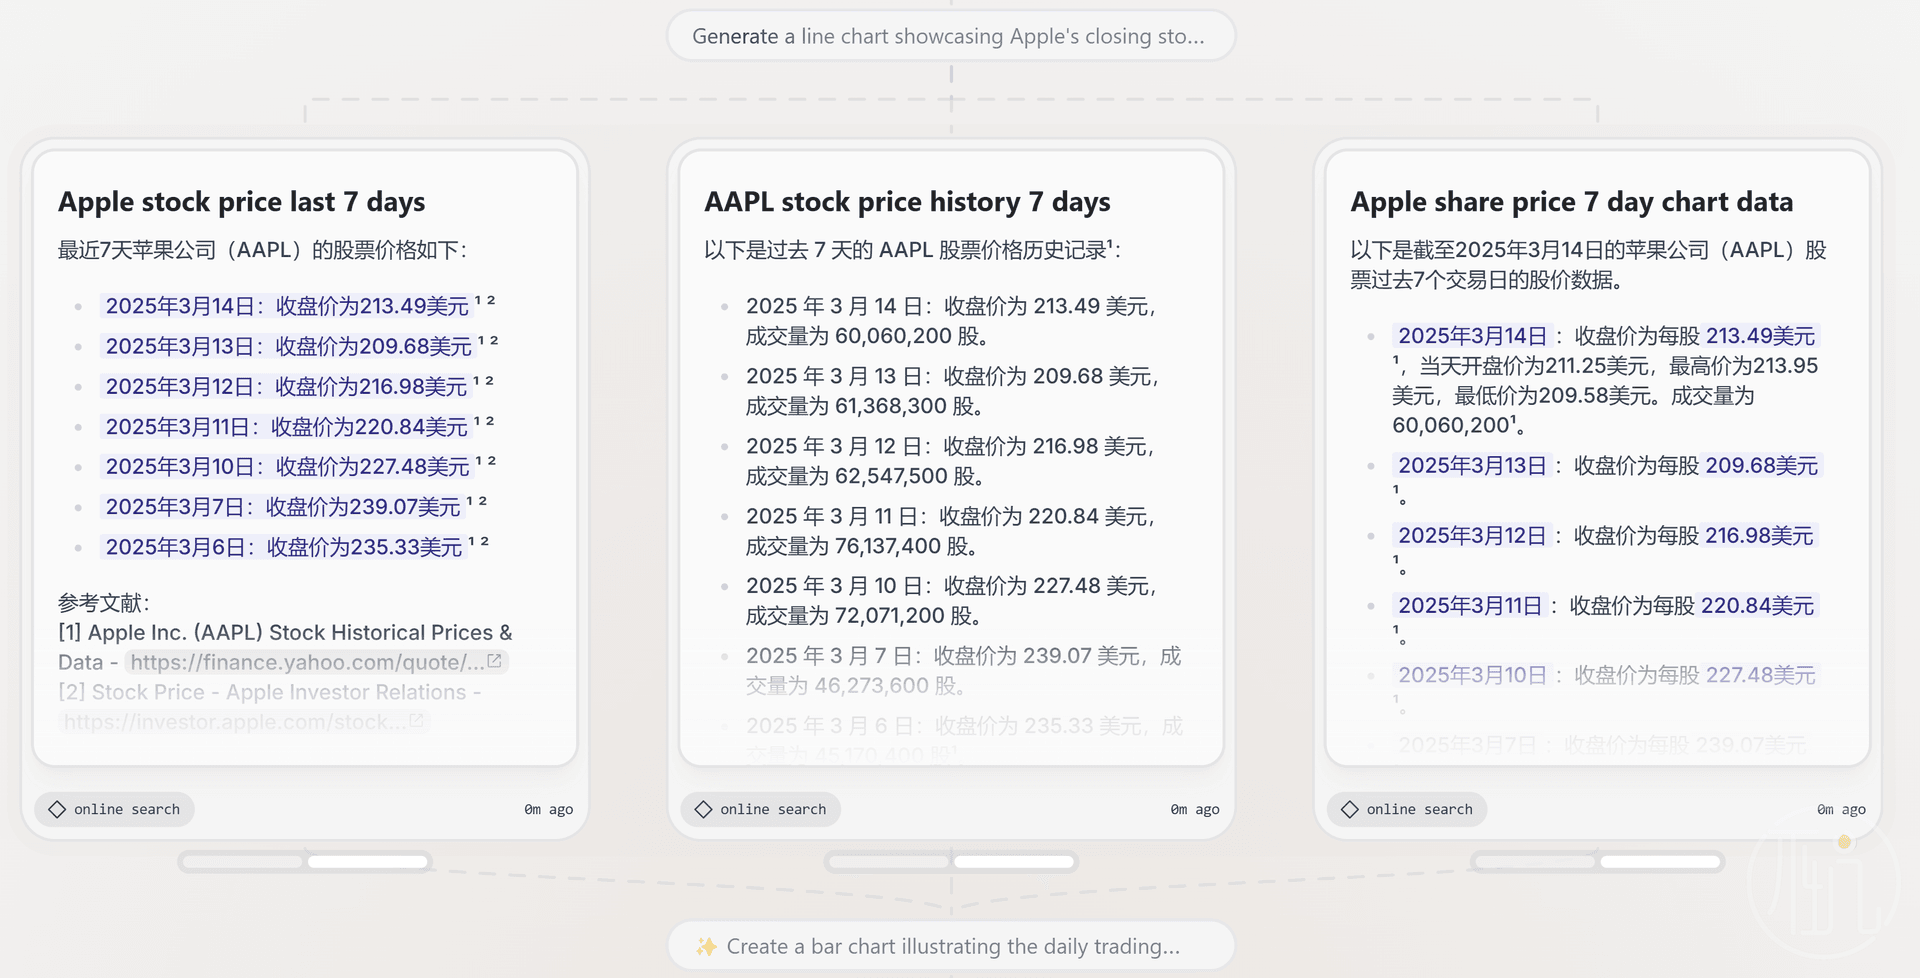 Generate a line chart showcasing Apple's closing sto...
Apple stock price last 7 days
最近7天苹果公司（AAPL）的股票价格如下：
2025年3月14日：收盘价为213.49美元¹ ²
2025年3月13日：收盘价为209.68美元¹ ²
2025年3月12日：收盘价为216.98美元¹ ²
2025年3月11日：收盘价为220.84美元¹ ²
2025年3月10日：收盘价为227.48美元¹ ²
2025年3月7日：收盘价为239.07美元¹ ²
2025年3月6日：收盘价为235.33美元¹ ²
参考文献：
[1] Apple Inc. (AAPL) Stock Historical Prices &
Data - https://finance.yahoo.com/quote/...
[2] Stock Price - Apple Investor Relations -
https://investor.apple.com/stock...
online search
0m ago
AAPL stock price history 7 days
以下是过去 7 天的 AAPL 股票价格历史记录¹：
2025 年 3 月 14 日：收盘价为 213.49 美元，
成交量为 60,060,200 股。
2025 年 3 月 13 日：收盘价为 209.68 美元，
成交量为 61,368,300 股。
2025 年 3 月 12 日：收盘价为 216.98 美元，
成交量为 62,547,500 股。
2025 年 3 月 11 日：收盘价为 220.84 美元，
成交量为 76,137,400 股。
2025 年 3 月 10 日：收盘价为 227.48 美元，
成交量为 72,071,200 股。
2025 年 3 月 7 日：收盘价为 239.07 美元，成
交量为 46,273,600 股。
2025 年 3 月 6 日：收盘价为 235.33 美元，成
交量为 45,170,400 股¹。
online search
0m ago
Apple share price 7 day chart data
以下是截至2025年3月14日的苹果公司（AAPL）股
票过去7个交易日的股价数据。
2025年3月14日：收盘价为每股 213.49美元
¹，当天开盘价为211.25美元，最高价为213.95
美元，最低价为209.58美元。成交量为
60,060,200¹。
2025年3月13日：收盘价为每股 209.68美元
¹。
2025年3月12日：收盘价为每股 216.98美元
¹。
2025年3月11日：收盘价为每股 220.84美元
¹。
2025年3月10日：收盘价为每股 227.48美元
¹。
2025年3月7日：收盘价为每股 239.07美元
online search
0m ago
✨ Create a bar chart illustrating the daily trading...